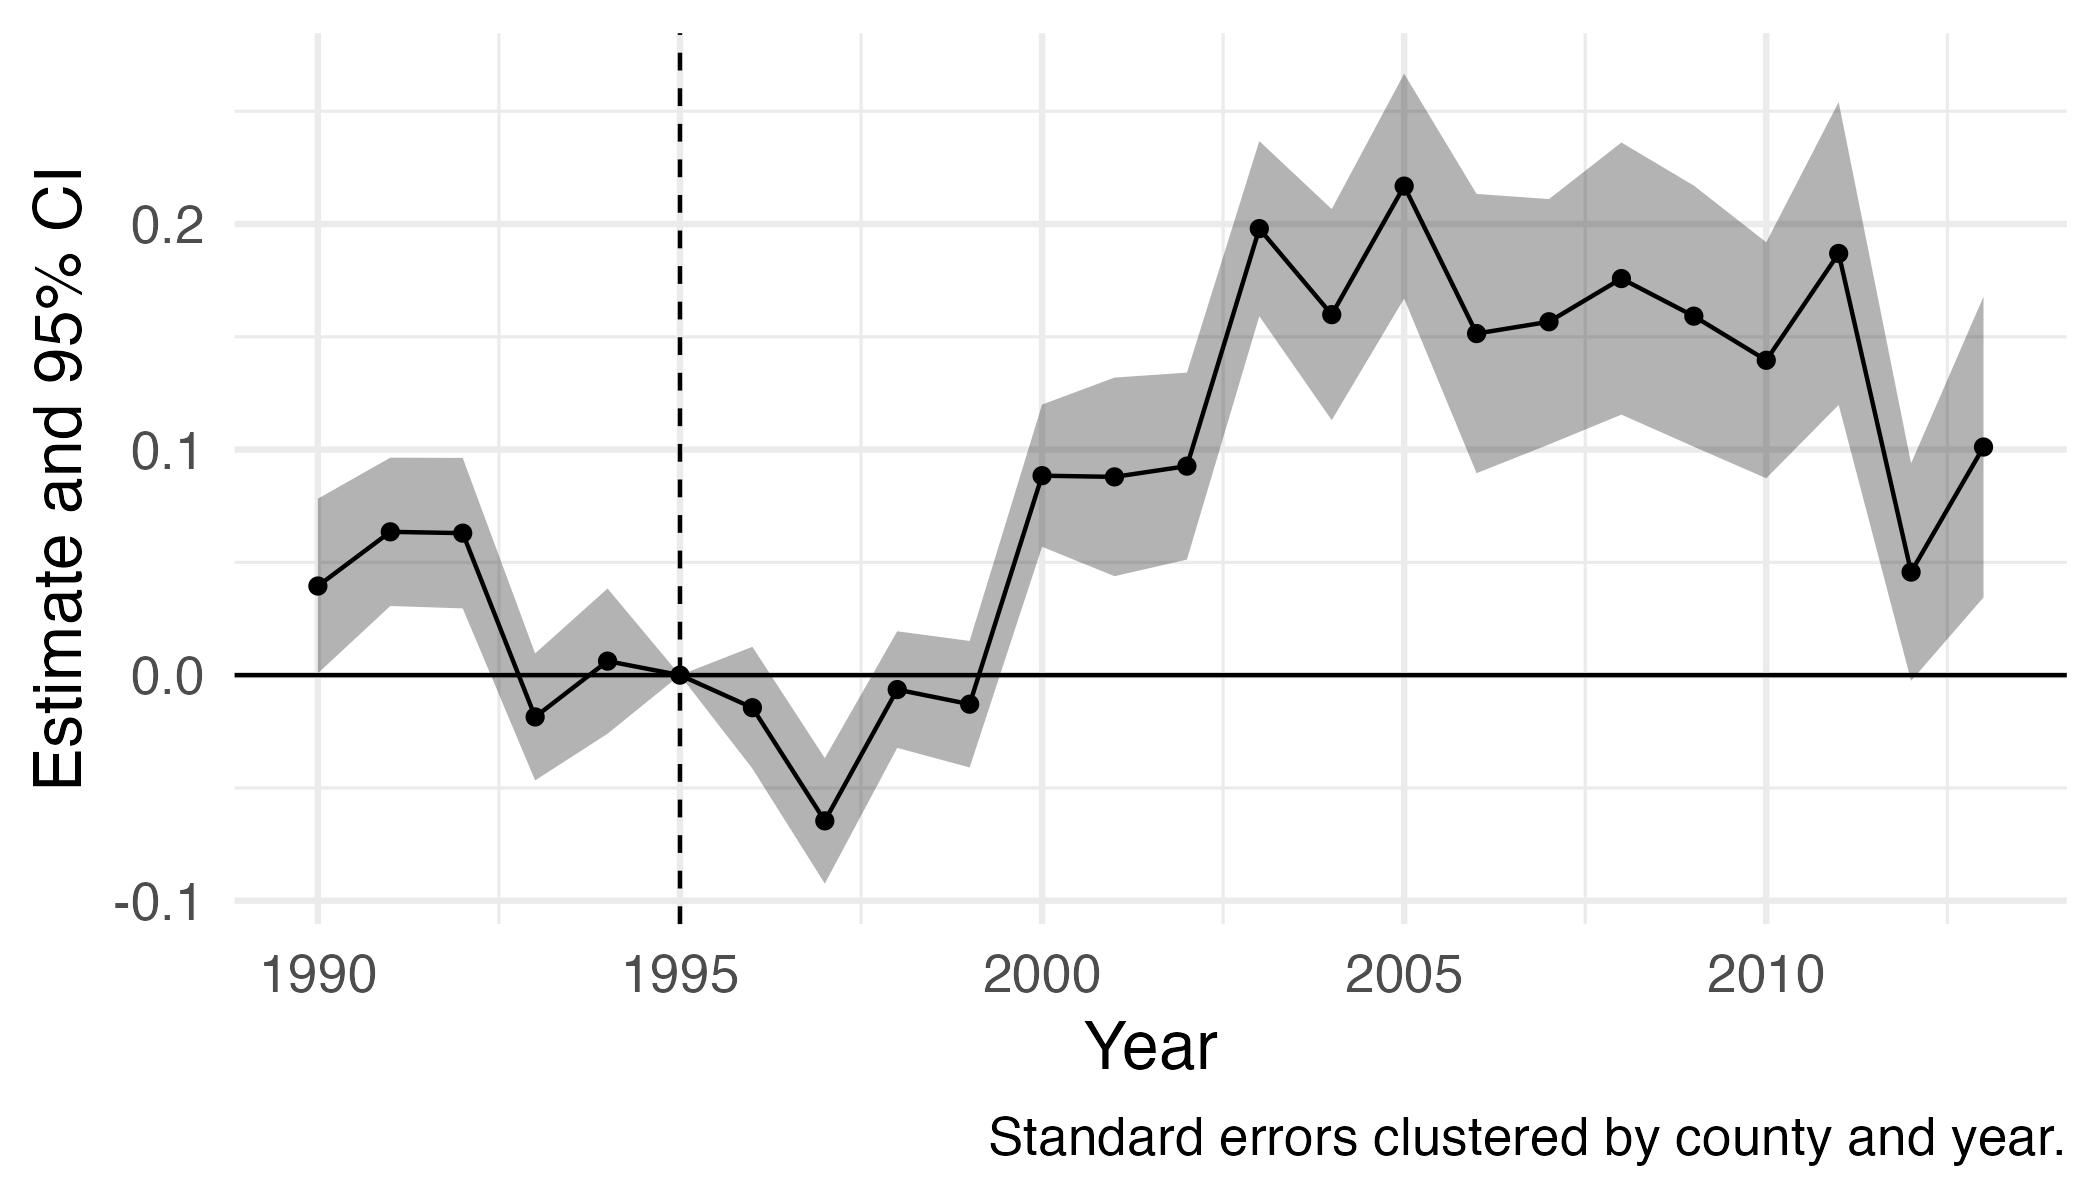 Estimate and 95% CI
0.2
0.1
0.0
-0.1
1990 1995 2000 2005 2010
Year
Standard errors clustered by county and year.